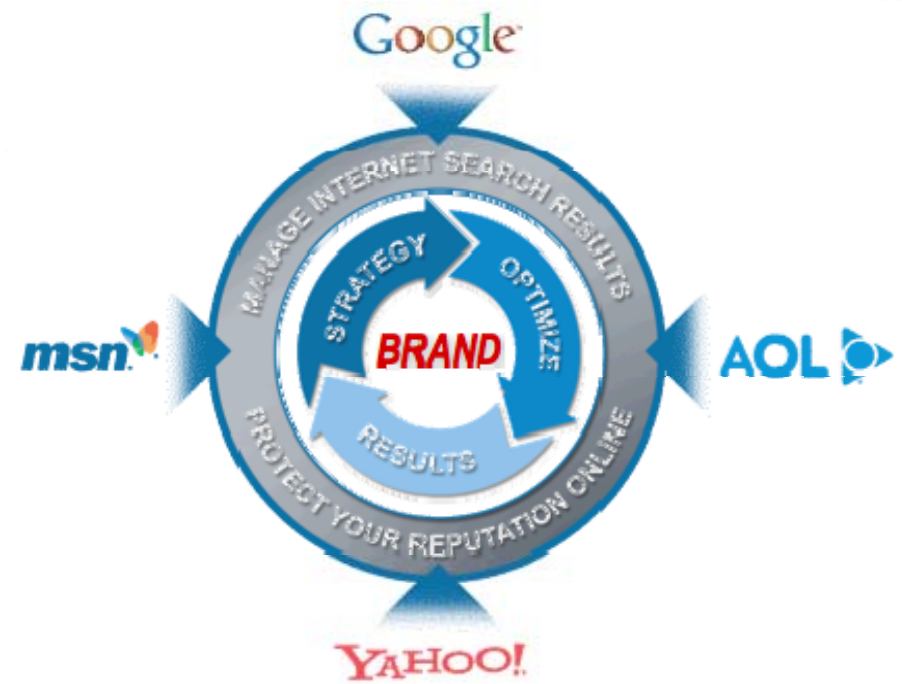 Google
MANAGE INTERNET SEARCH RESULTS
STRATEGY
OPTIMIZE
msn
BRAND
AOL
RESULTS
PROTECT YOUR REPUTATION ONLINE
YAHOO!